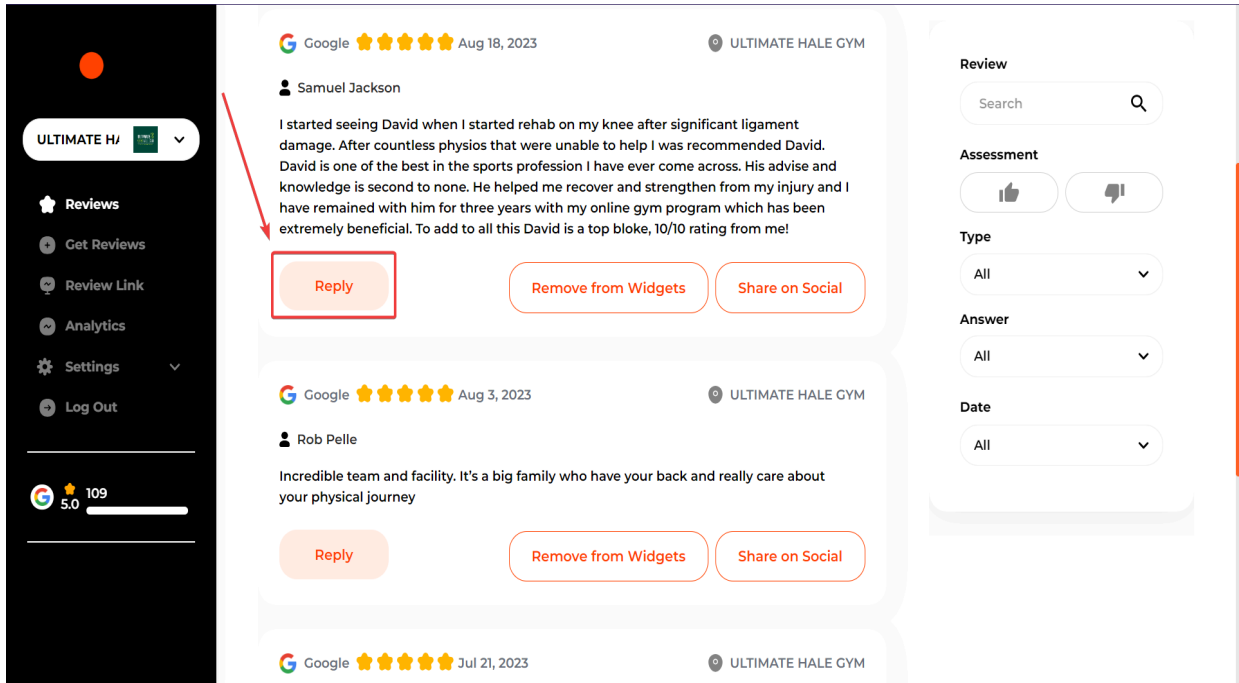 ULTIMATE H
Reviews
Get Reviews
Review Link
Analytics
Settings
Log Out
109
5.0
Google Aug 18, 2023 ULTIMATE HALE GYM
Samuel Jackson
I started seeing David when I started rehab on my knee after significant ligament
damage. After countless physios that were unable to help I was recommended David.
David is one of the best in the sports profession I have ever come across. His advise and
knowledge is second to none. He helped me recover and strengthen from my injury and I
have remained with him for three years with my online gym program which has been
extremely beneficial. To add to all this David is a top bloke, 10/10 rating from me!
Reply Remove from Widgets Share on Social
Google Aug 3, 2023 ULTIMATE HALE GYM
Rob Pelle
Incredible team and facility. It's a big family who have your back and really care about
your physical journey
Reply Remove from Widgets Share on Social
Google Jul 21, 2023 ULTIMATE HALE GYM
Review
Search
Assessment
Type
All
Answer
All
Date
All